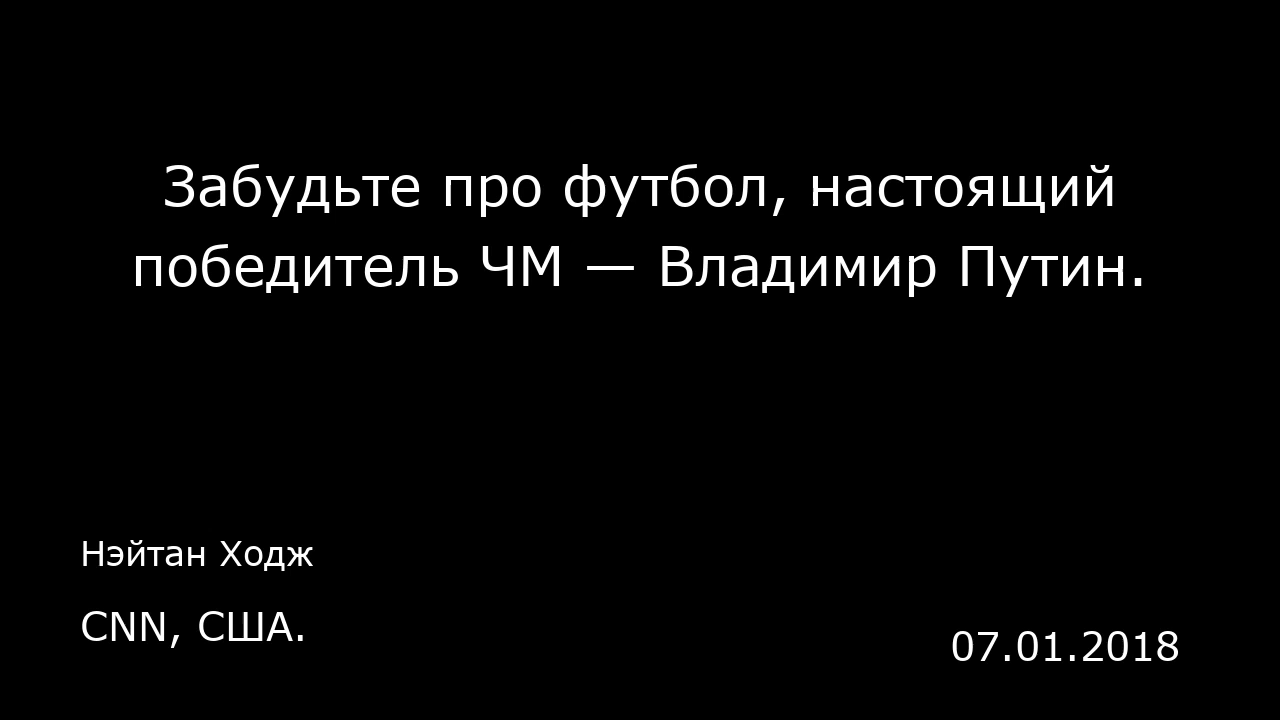 Забудьте про футбол, настоящий
победитель ЧМ — Владимир Путин.
Нэйтан Ходж
CNN, США.
07.01.2018